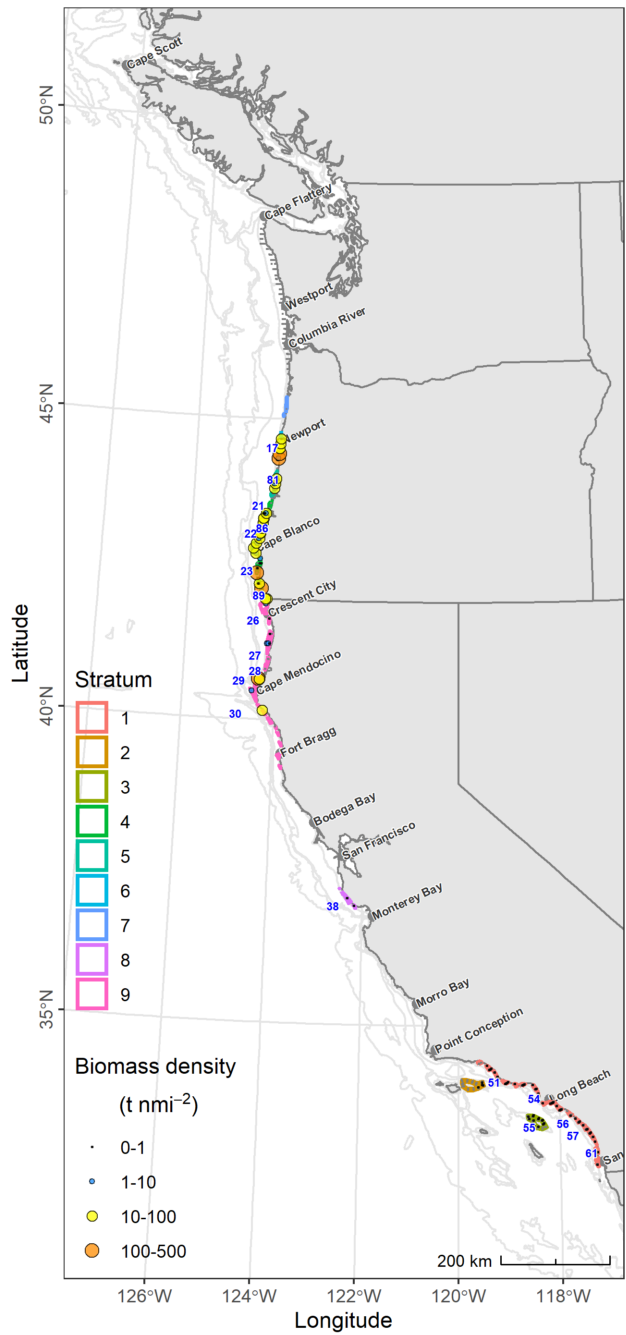 Cape Scott
50°N
Cape Flattery
Westport
Columbia River
45°N
Newport
17
81
21
86
22
Cape Blanco
23
89
Crescent City
26
27
28
Cape Mendocino
29
40°N
30
Fort Bragg
Bodega Bay
San Francisco
38
Monterey Bay
35°N
Morro Bay
Point Conception
51
54
Long Beach
55
56
57
61
San
Latitude
Stratum
1
2
3
4
5
6
7
8
9
Biomass density
(t nmi−2)
0-1
1-10
10-100
100-500
200 km
126°W
124°W
122°W
120°W
118°W
Longitude